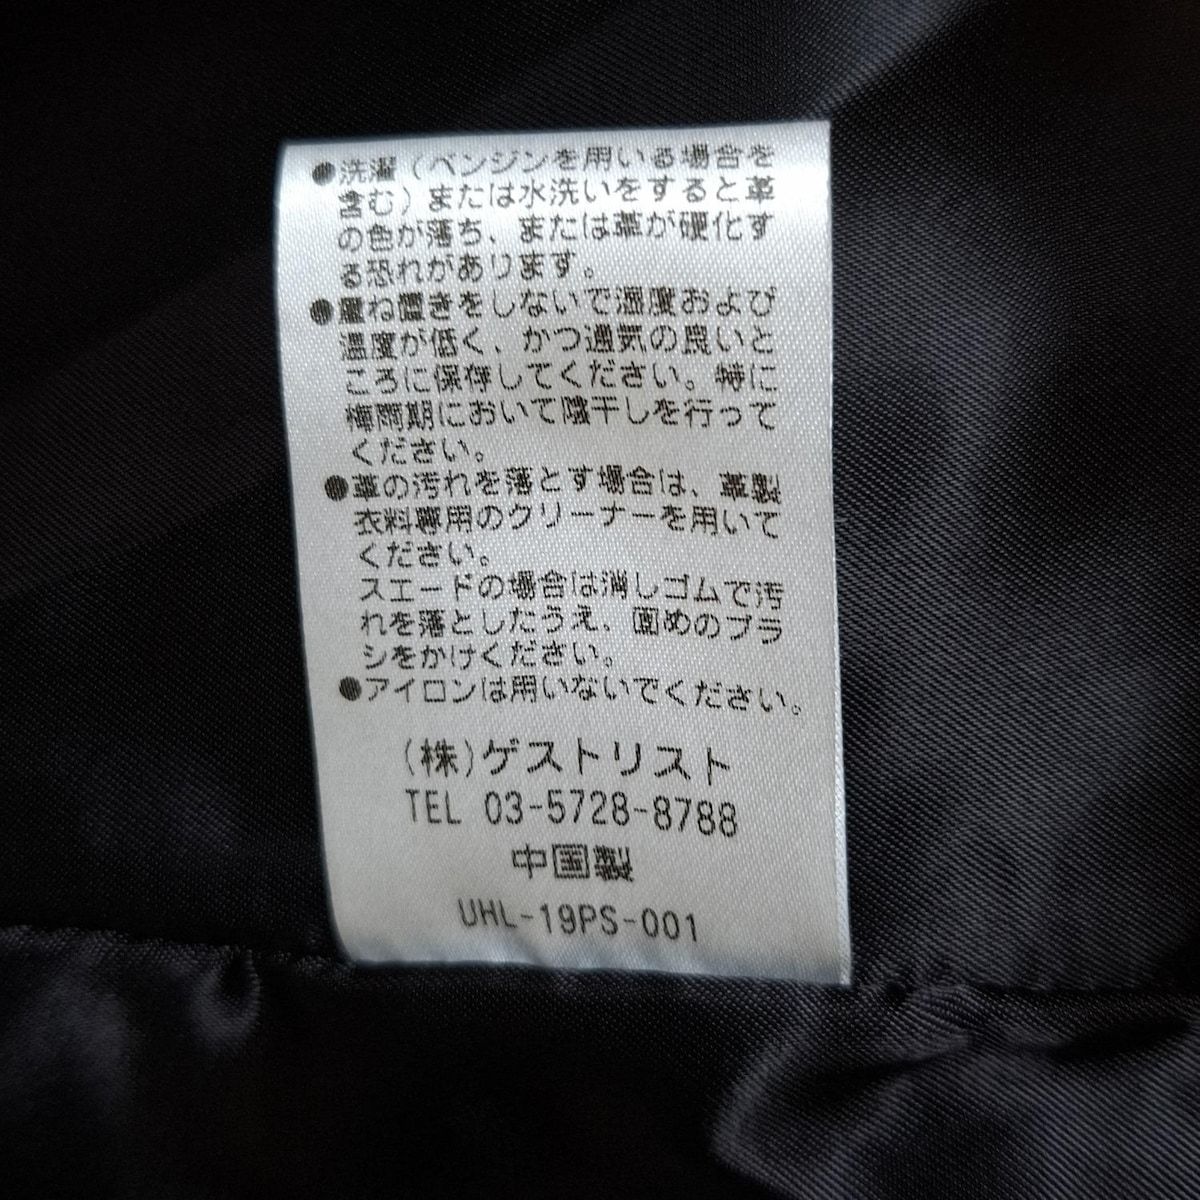 ●洗濯（ベンジンを用いる場合を
含む）または水洗いをすると革
の色が落ち、または革が硬化す
る恐れがあります。
●重ね置きをしないで湿度および
温度が低く、かつ通気の良いと
ころに保存してください。特に
梅雨期において陰干しを行って
ください。
●革の汚れを落とす場合は、革製
衣料専用のクリーナーを用いて
ください。
スエードの場合は消しゴムで汚
れを落としたうえ、固めのブラ
シをかけください。
●アイロンは用いないでください。
（株）ゲストリスト
TEL 03-5728-8788
中国製
UHL-19PS-001